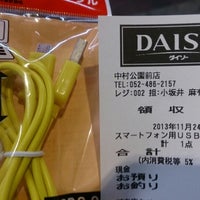 DAIS
ダイソー
中村公園前店
TEL:052-486-2157
レジ:002 担:小坂井 麻
領 収
2013年11月24
スマートフォン用USB
計 1点
合 計
(内消費税等 5%
現金
お預り
お釣り